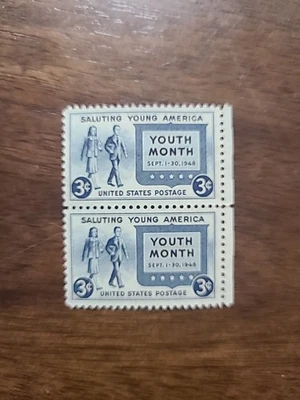 SALUTING YOUNG AMERICA
YOUTH
MONTH
SEPT. 1-30, 1948
3¢ 3¢
UNITED STATES POSTAGE
SALUTING YOUNG AMERICA
YOUTH
MONTH
SEPT. 1-30, 1948
3¢ 3¢
UNITED STATES POSTAGE